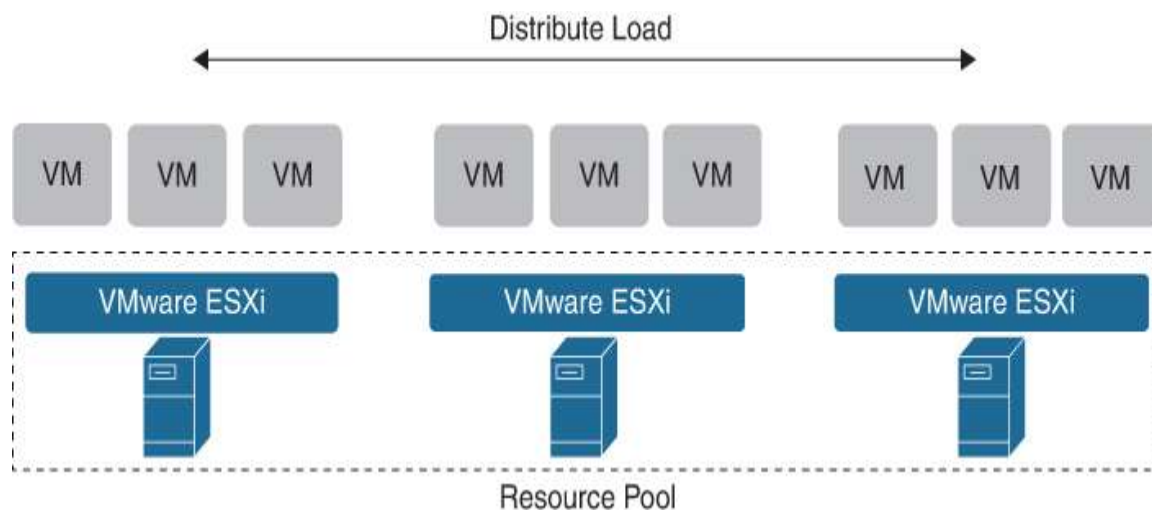 Distribute Load
VM VM VM VM VM VM VM VM VM
VMware ESXi VMware ESXi VMware ESXi
Resource Pool